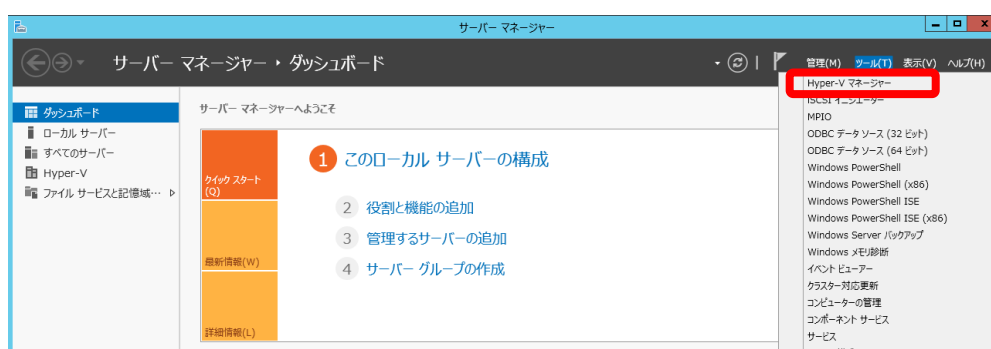 サーバー マネージャー
サーバー マネージャー ‣ ダッシュボード
管理(M) ツール(T) 表示(V) ヘルプ(H)
ダッシュボード
ローカル サーバー
すべてのサーバー
Hyper-V
ファイル サービスと記憶域…
サーバー マネージャーへようこそ
クイック スタート
(Q)
最新情報(W)
詳細情報(L)
1 このローカル サーバーの構成
2 役割と機能の追加
3 管理するサーバーの追加
4 サーバー グループの作成
Hyper-V マネージャー
iSCSI イニシエーター
MPIO
ODBC データ ソース (32 ビット)
ODBC データ ソース (64 ビット)
Windows PowerShell
Windows PowerShell (x86)
Windows PowerShell ISE
Windows PowerShell ISE (x86)
Windows Server バックアップ
Windows メモリ診断
イベント ビューアー
クラスター対応更新
コンピューターの管理
コンポーネント サービス
サービス